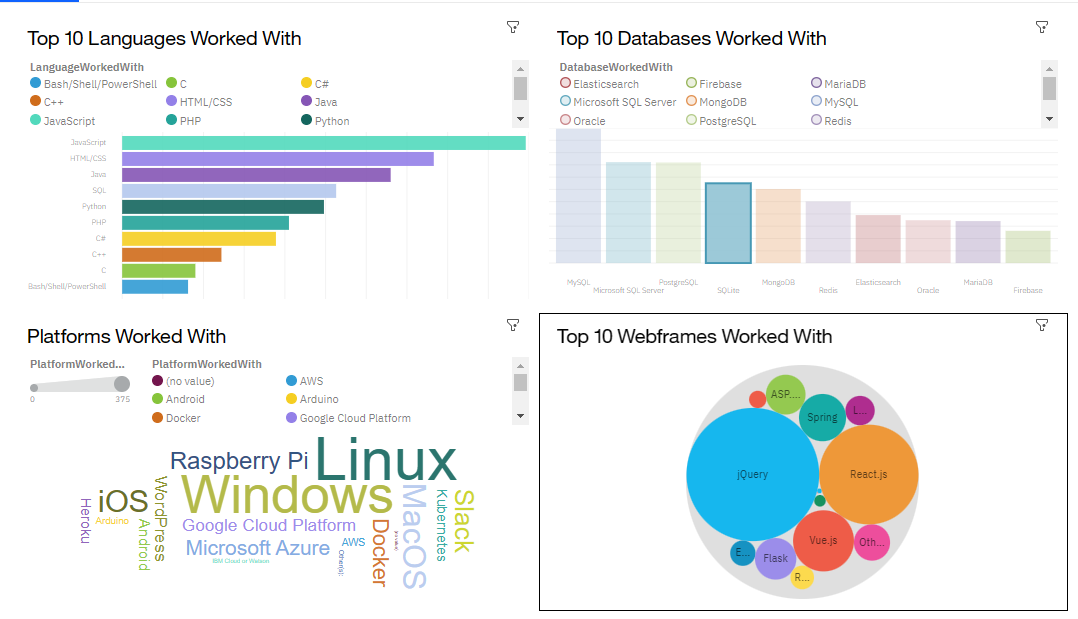 Top 10 Languages Worked With
LanguageWorkedWith
Bash/Shell/PowerShell C C#
C++ HTML/CSS Java
JavaScript PHP Python
JavaScript
HTML/CSS
Java
SQL
Python
PHP
C#
C++
C
Bash/Shell/PowerShell
Top 10 Databases Worked With
DatabaseWorkedWith
Elasticsearch Firebase MariaDB
Microsoft SQL Server MongoDB MySQL
Oracle PostgreSQL Redis
MySQL PostgreSQL MongoDB Elasticsearch MariaDB
Microsoft SQL Server SQLite Redis Oracle Firebase
Platforms Worked With
PlatformWorked... PlatformWorkedWith
(no value) AWS
0 375
Android Arduino
Docker Google Cloud Platform
Linux
Raspberry Pi
Windows
iOS
WordPress
Heroku
Arduino
Android
Google Cloud Platform
Microsoft Azure
AWS
IBM Cloud or Watson
Other(s):
Docker
MacOS
Kubernetes
Slack
Top 10 Webframes Worked With
ASP....
Spring
L...
jQuery
React.js
Vue.js
Oth...
E...
Flask
R...